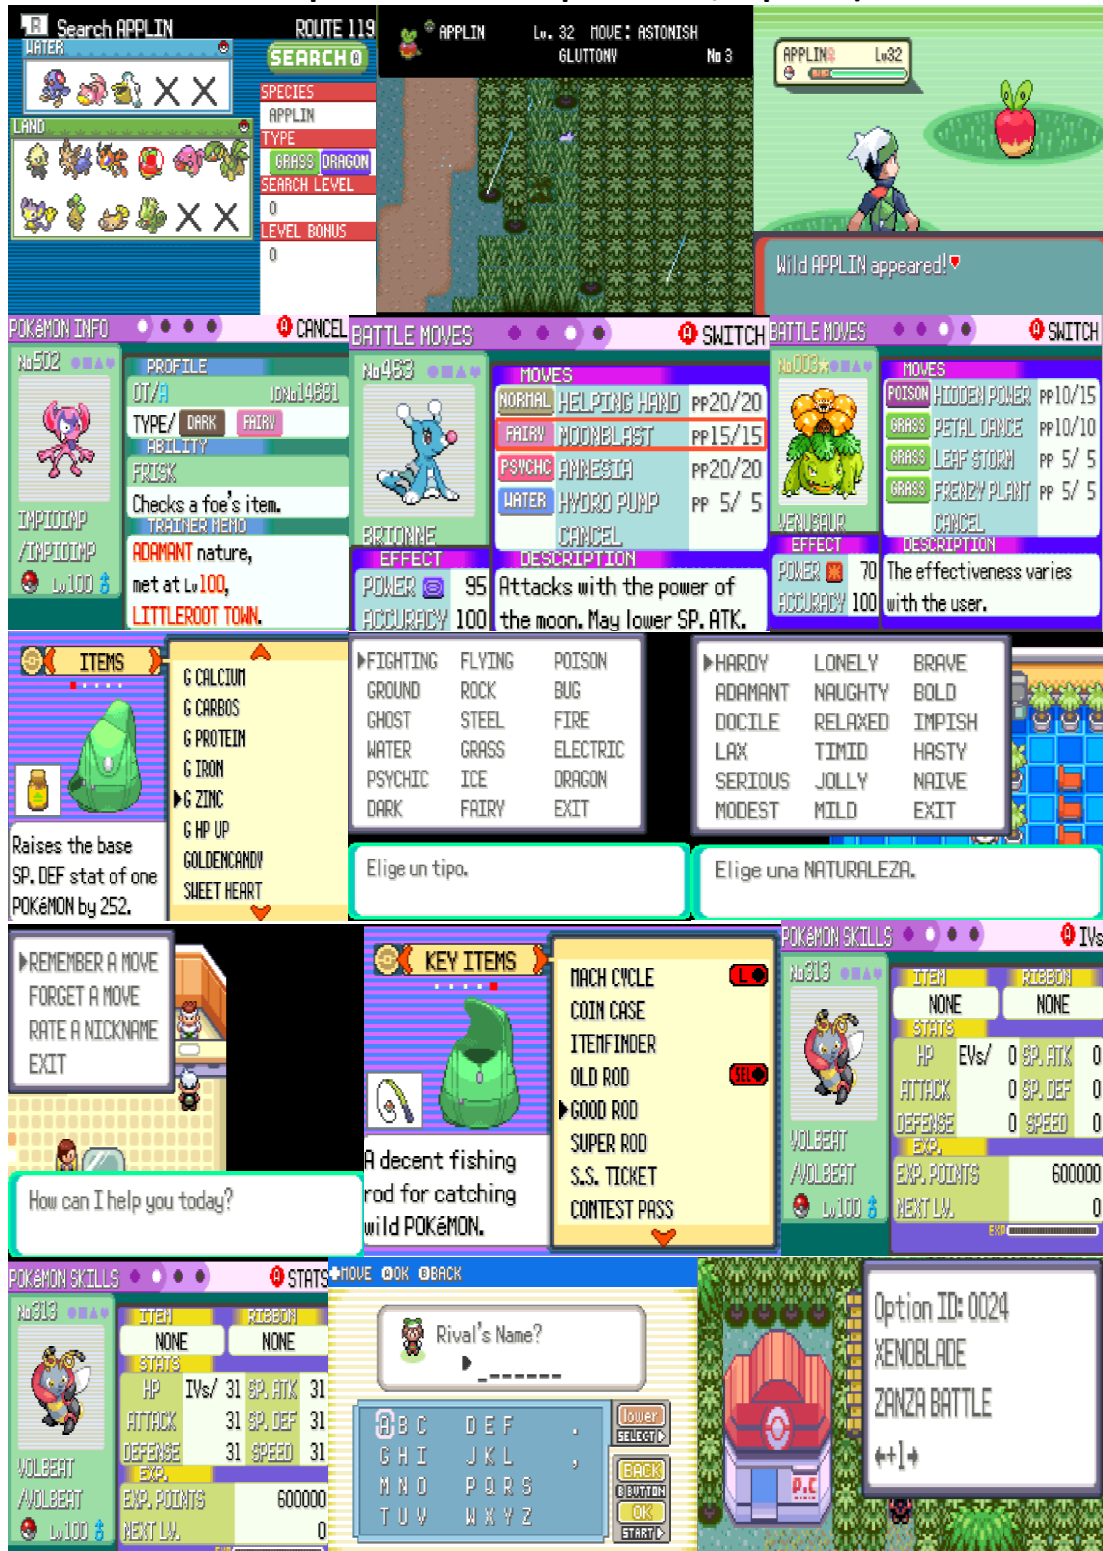 R Search APPLIN ROUTE 119
WATER
SEARCH
LAND
SPECIES
APPLIN
TYPE
GRASS DRAGON
SEARCH LEVEL
0
LEVEL BONUS
0
APPLIN Lv. 32 MOVE: ASTONISH
GLUTTONY No 3
APPLIN♀ Lv32
Wild APPLIN appeared!
POKéMON INFO A CANCEL
No502
PROFILE
OT/A IDNo14681
TYPE/ DARK FAIRY
ABILITY
FRISK
Checks a foe's item.
TRAINER MEMO
ADAMANT nature,
met at Lv100,
LITTLEROOT TOWN.
IMPIDIMP
/IMPIDIMP
Lv100♂
BATTLE MOVES A SWITCH
No463
MOVES
NORMAL HELPING HAND PP20/20
FAIRY MOONBLAST PP15/15
PSYCHC AMNESIA PP20/20
WATER HYDRO PUMP PP 5/ 5
CANCEL
BRIONNE
EFFECT
POWER 95
ACCURACY 100
DESCRIPTION
Attacks with the power of
the moon. May lower SP. ATK.
BATTLE MOVES A SWITCH
No003
MOVES
POISON HIDDEN POWER PP10/15
GRASS PETAL DANCE PP10/10
GRASS LEAF STORM PP 5/ 5
GRASS FRENZY PLANT PP 5/ 5
CANCEL
VENUSAUR
EFFECT
POWER 70
ACCURACY 100
DESCRIPTION
The effectiveness varies
with the user.
ITEMS
G CALCIUM
G CARBOS
G PROTEIN
G IRON
▶G ZINC
G HP UP
GOLDENCANDY
SWEET HEART
Raises the base
SP. DEF stat of one
POKéMON by 252.
▶FIGHTING FLYING POISON
GROUND ROCK BUG
GHOST STEEL FIRE
WATER GRASS ELECTRIC
PSYCHIC ICE DRAGON
DARK FAIRY EXIT
Elige un tipo.
▶HARDY LONELY BRAVE
ADAMANT NAUGHTY BOLD
DOCILE RELAXED IMPISH
LAX TIMID HASTY
SERIOUS JOLLY NAIVE
MODEST MILD EXIT
Elige una NATURALEZA.
▶REMEMBER A MOVE
FORGET A MOVE
RATE A NICKNAME
EXIT
How can I help you today?
KEY ITEMS
MACH CYCLE L
COIN CASE
ITEMFINDER
OLD ROD SEL
▶GOOD ROD
SUPER ROD
S.S. TICKET
CONTEST PASS
A decent fishing
rod for catching
wild POKéMON.
POKéMON SKILLS A IVs
No313
ITEM RIBBON
NONE NONE
STATS
HP EVs/ 0 SP. ATK 0
ATTACK 0 SP. DEF 0
DEFENSE 0 SPEED 0
EXP.
EXP. POINTS 600000
NEXT LV. 0
EXP
VOLBEAT
/VOLBEAT
Lv100♂
POKéMON SKILLS A STATS
No313
ITEM RIBBON
NONE NONE
STATS
HP IVs/ 31 SP. ATK 31
ATTACK 31 SP. DEF 31
DEFENSE 31 SPEED 31
EXP.
EXP. POINTS 600000
NEXT LV. 0
VOLBEAT
/VOLBEAT
Lv100♂
MOVE OK BACK
Rival's Name?
A B C D E F .
G H I J K L ,
M N O P Q R S
T U V W X Y Z
lower
SELECT
BACK
B BUTTON
OK
START
P.C
Option ID: 0024
XENOBLADE
ZANZA BATTLE
←+1→